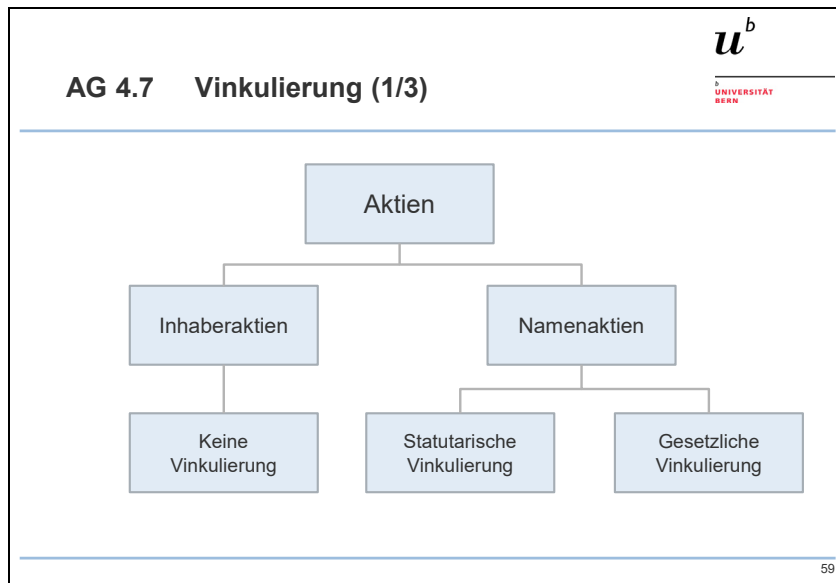 u^b
AG 4.7 Vinkulierung (1/3)
b
UNIVERSITÄT
BERN
Aktien
Inhaberaktien
Namenaktien
Keine
Vinkulierung
Statutarische
Vinkulierung
Gesetzliche
Vinkulierung
59